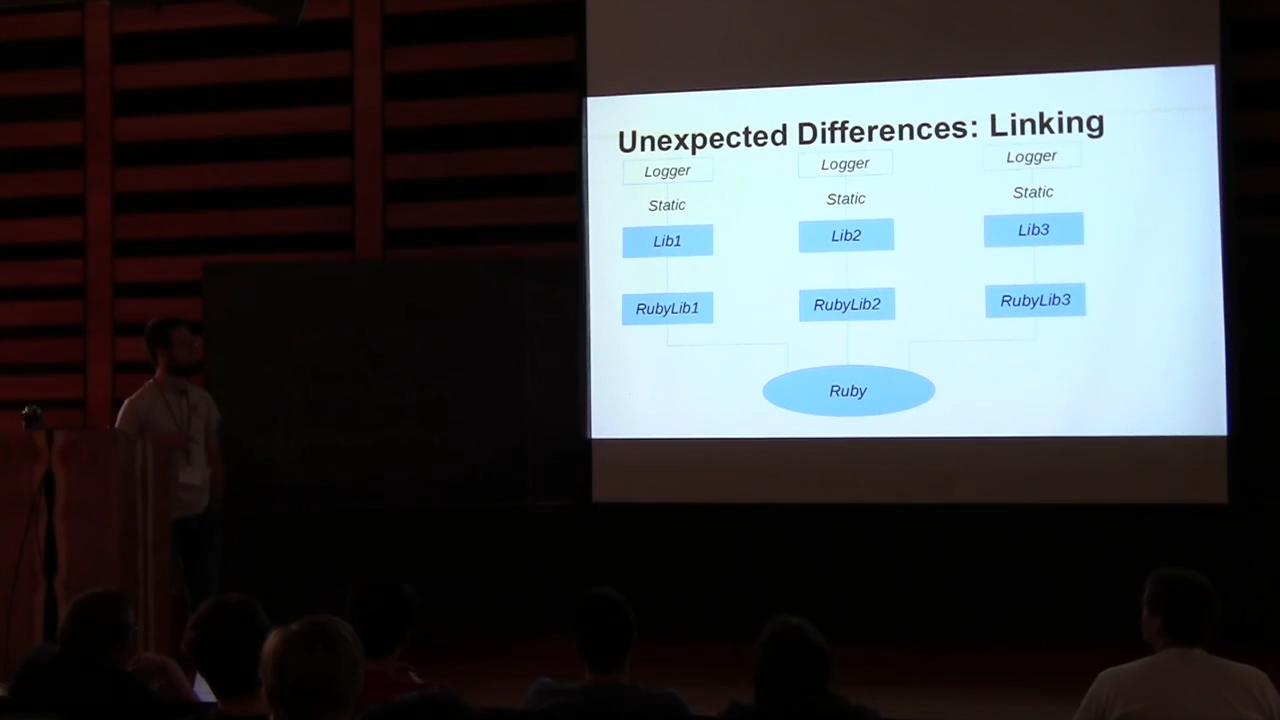 Unexpected Differences: Linking
Logger Logger Logger
Static Static Static
Lib1 Lib2 Lib3
RubyLib1 RubyLib2 RubyLib3
Ruby